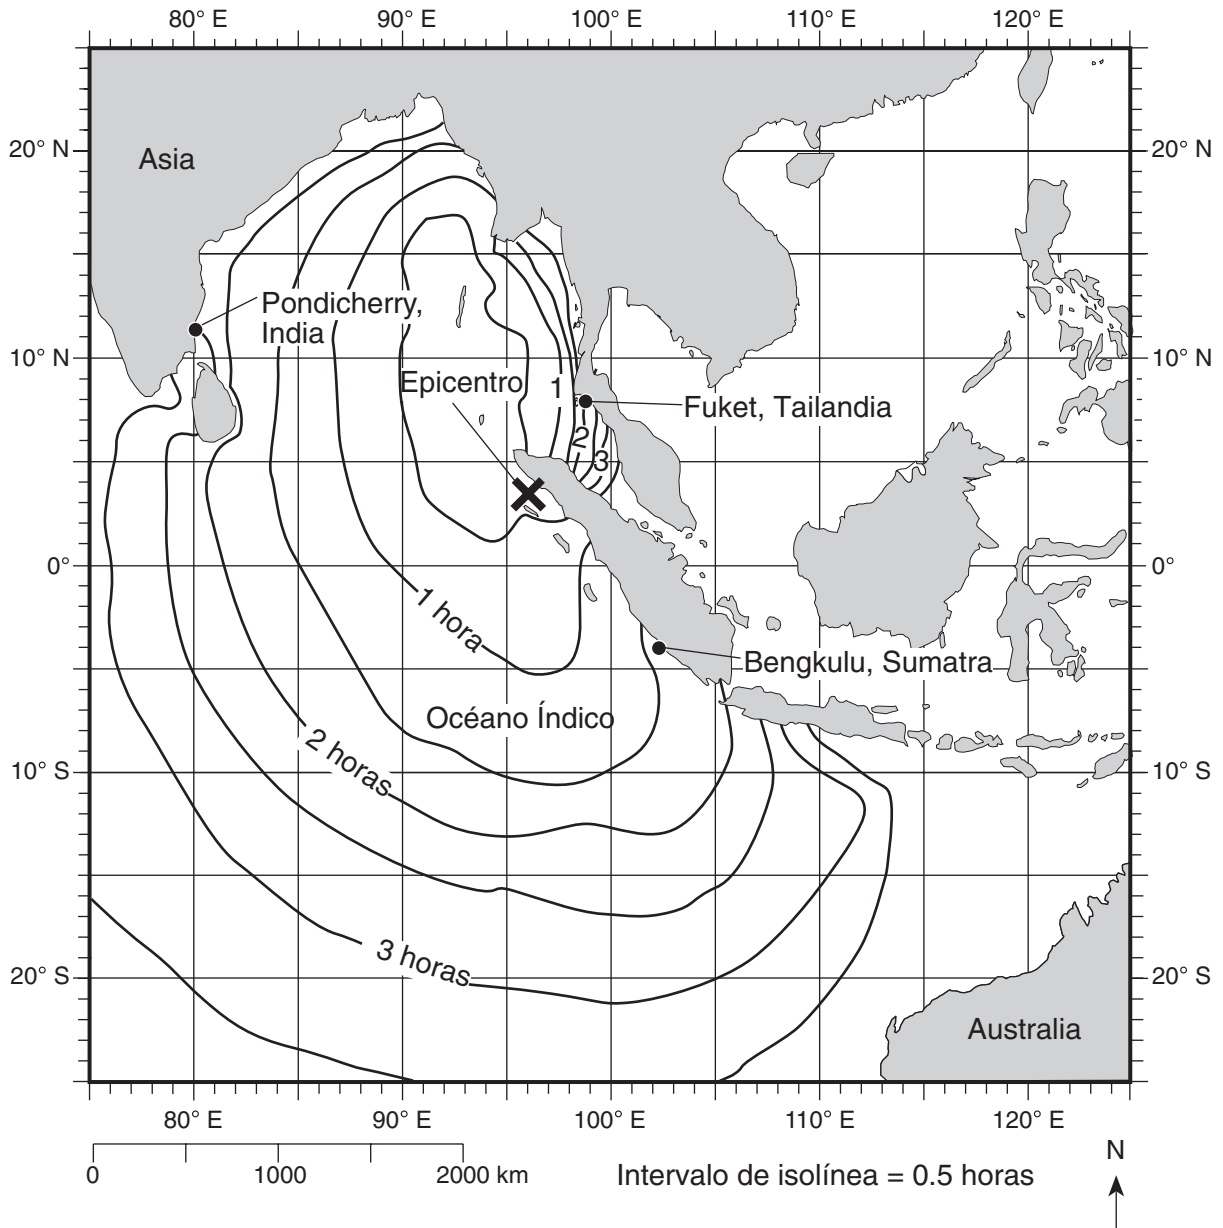 80° E 90° E 100° E 110° E 120° E
20° N 20° N
Asia
Pondicherry,
India
10° N 10° N
Epicentro
1
Fuket, Tailandia
2
3
0° 0°
1 hora
Bengkulu, Sumatra
Océano Índico
2 horas
10° S 10° S
3 horas
20° S 20° S
Australia
80° E 90° E 100° E 110° E 120° E
N
0 1000 2000 km
Intervalo de isolínea = 0.5 horas